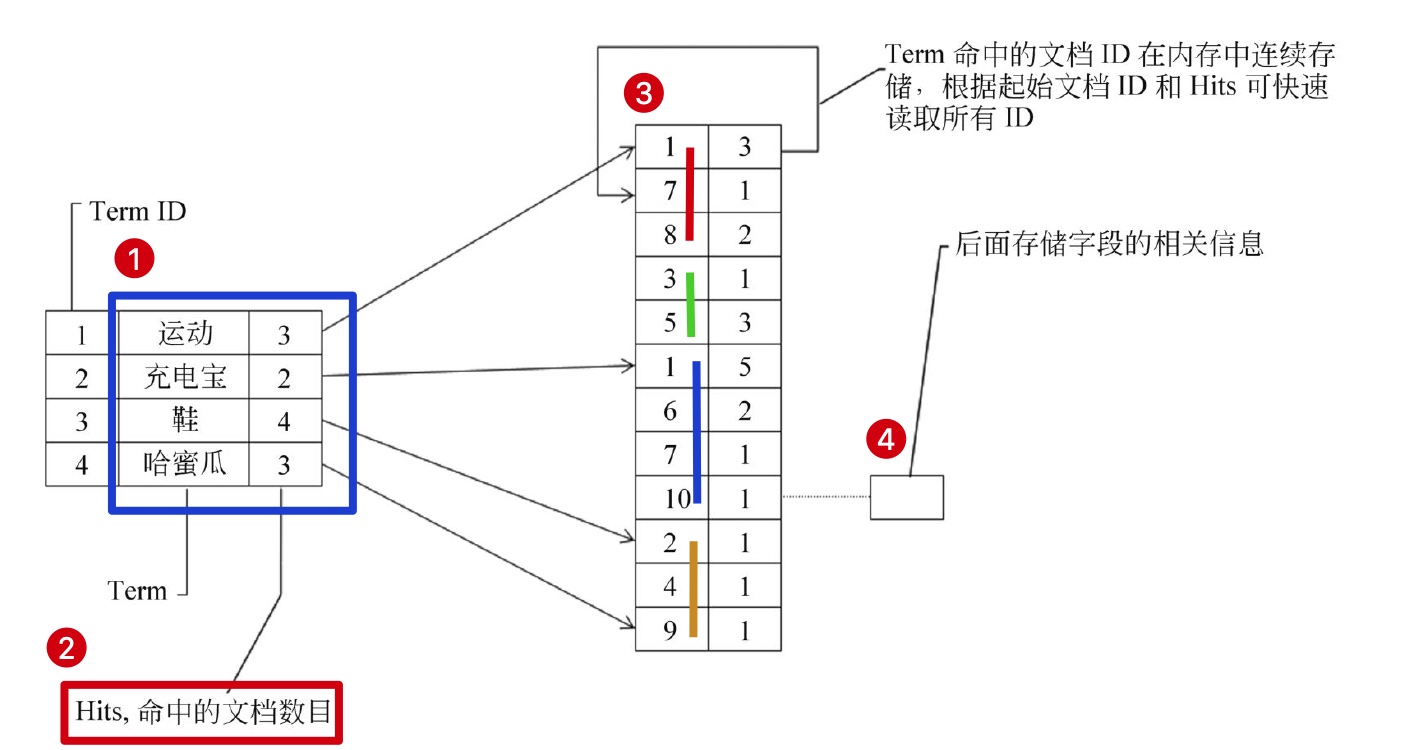 Term 命中的文档 ID 在内存中连续存
储，根据起始文档 ID 和 Hits 可快速
读取所有 ID
3
1 3
7 1
8 2
3 1
5 3
1 5
6 2
7 1
10 1
2 1
4 1
9 1
Term ID
1
1 运动 3
2 充电宝 2
3 鞋 4
4 哈蜜瓜 3
后面存储字段的相关信息
4
Term
2
Hits, 命中的文档数目